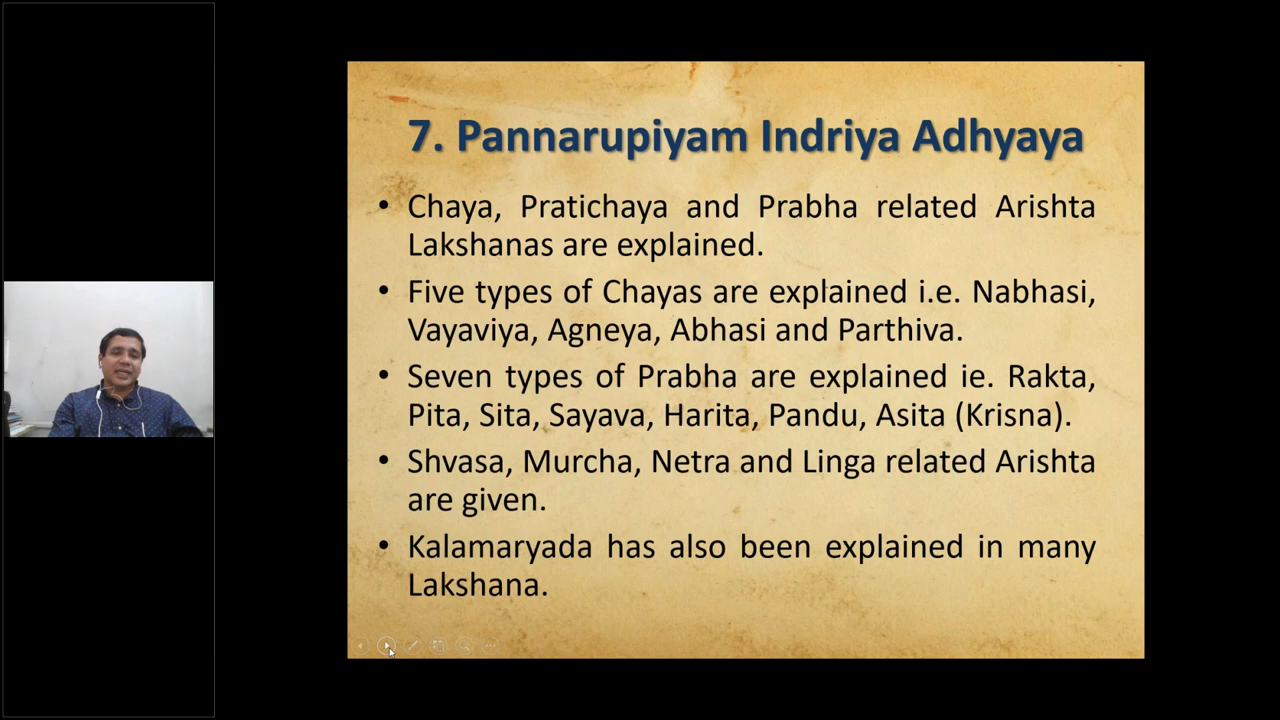 7. Pannarupiyam Indriya Adhyaya
• Chaya, Pratichaya and Prabha related Arishta
Lakshanas are explained.
• Five types of Chayas are explained i.e. Nabhasi,
Vayaviya, Agneya, Abhasi and Parthiva.
• Seven types of Prabha are explained ie. Rakta,
Pita, Sita, Sayava, Harita, Pandu, Asita (Krisna).
• Shvasa, Murcha, Netra and Linga related Arishta
are given.
• Kalamaryada has also been explained in many
Lakshana.